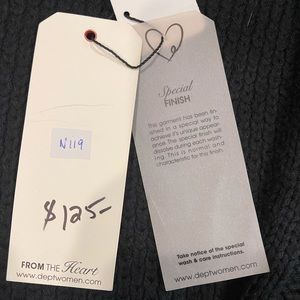 N119
$125-
FROM THE Heart
www.deptwomen.com
Special
FINISH
This garment has been fin-
ished in a special way to
achieve it's unique appear-
ance. The special finish will
dissolve during each wash-
ing. This is normal and
characteristic for this finish.
Take notice of the special
wash & care instructions.
www.deptwomen.com